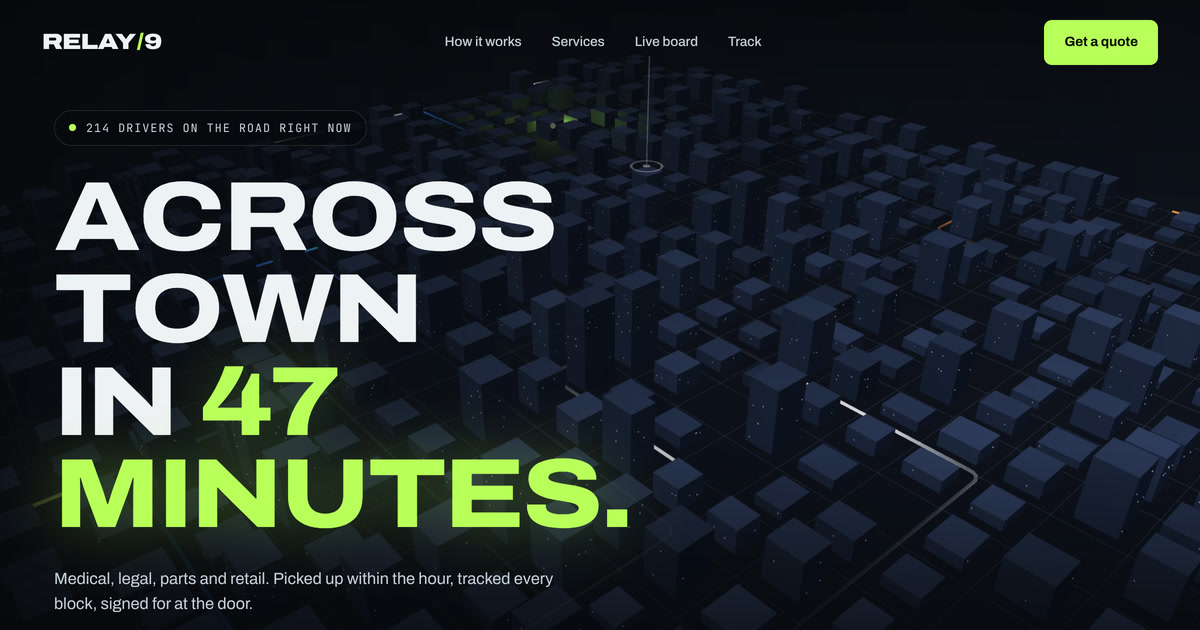 RELAY/9
How it works
Services
Live board
Track
Get a quote
214 DRIVERS ON THE ROAD RIGHT NOW
ACROSS
TOWN
IN 47
MINUTES.
Medical, legal, parts and retail. Picked up within the hour, tracked every
block, signed for at the door.